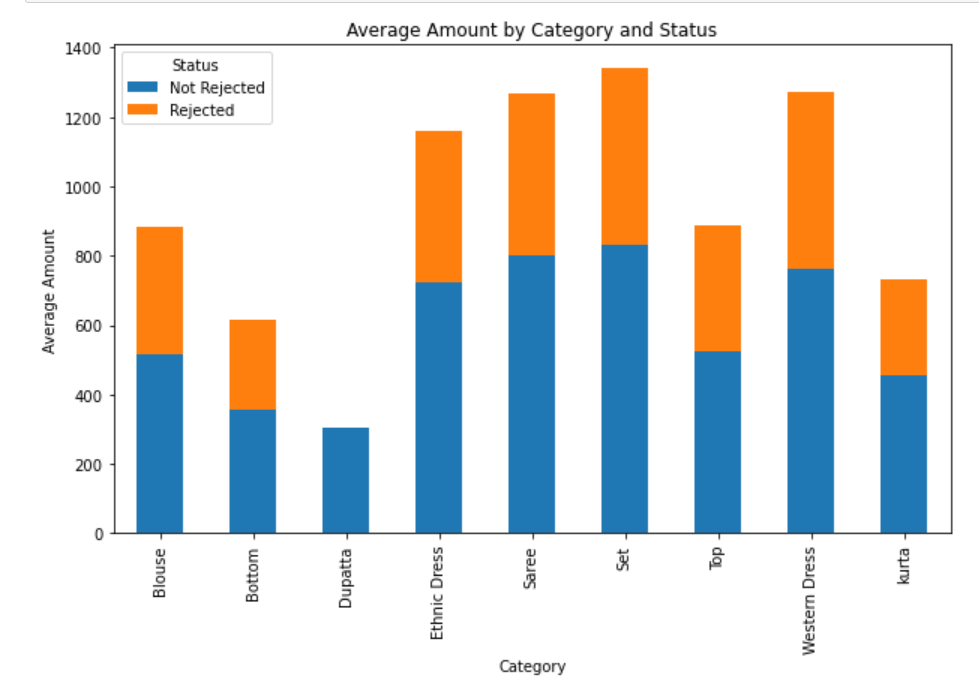 Average Amount by Category and Status
1400
1200
1000
800
600
400
200
0
Average Amount
Status
Not Rejected
Rejected
Blouse
Bottom
Dupatta
Ethnic Dress
Saree
Set
Top
Western Dress
kurta
Category